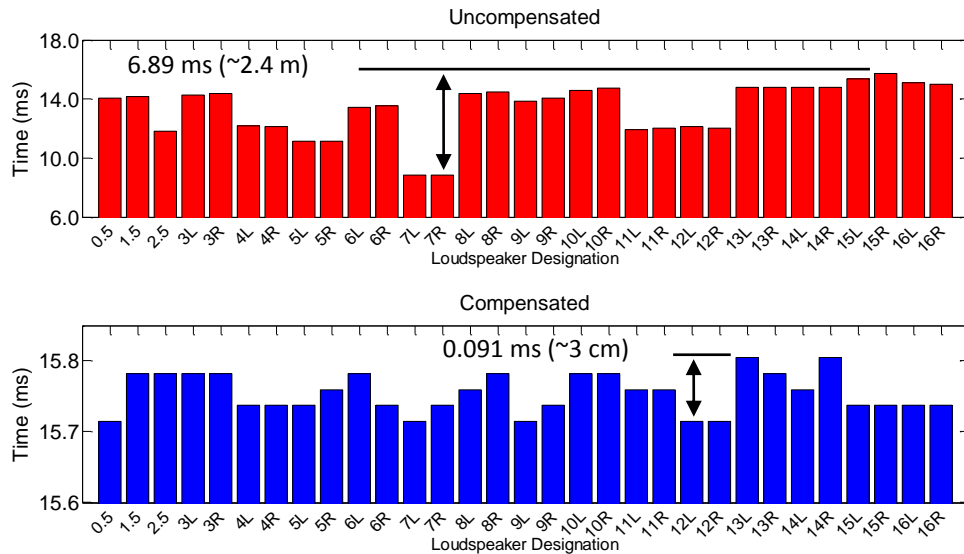 Uncompensated
18.0
6.89 ms (~2.4 m)
14.0
10.0
6.0
Time (ms)
0.5 1.5 2.5 3L 3R 4L 4R 5L 5R 6L 6R 7L 7R 8L 8R 9L 9R 10L 10R 11L 11R 12L 12R 13L 13R 14L 14R 15L 15R 16L 16R
Loudspeaker Designation
Compensated
0.091 ms (~3 cm)
15.8
15.7
15.6
Time (ms)
0.5 1.5 2.5 3L 3R 4L 4R 5L 5R 6L 6R 7L 7R 8L 8R 9L 9R 10L 10R 11L 11R 12L 12R 13L 13R 14L 14R 15L 15R 16L 16R
Loudspeaker Designation